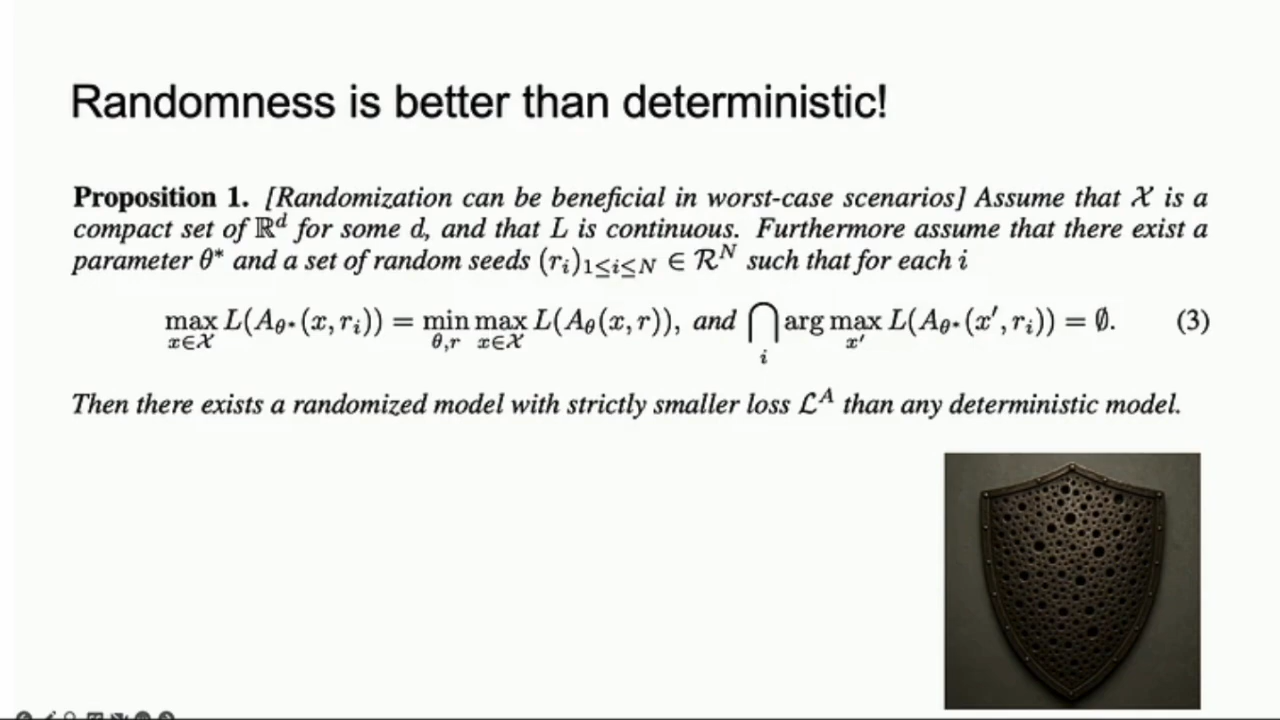 Randomness is better than deterministic!
Proposition 1. [Randomization can be beneficial in worst-case scenarios] Assume that 𝒳 is a
compact set of ℝ^d for some d, and that L is continuous. Furthermore assume that there exist a
parameter θ* and a set of random seeds (r_i)_{1≤i≤N} ∈ ℛ^N such that for each i
max_{x∈𝒳} L(A_{θ*}(x, r_i)) = min_{θ,r} max_{x∈𝒳} L(A_θ(x, r)), and ⋂_i arg max_{x'} L(A_{θ*}(x', r_i)) = ∅. (3)
Then there exists a randomized model with strictly smaller loss ℒ^A than any deterministic model.